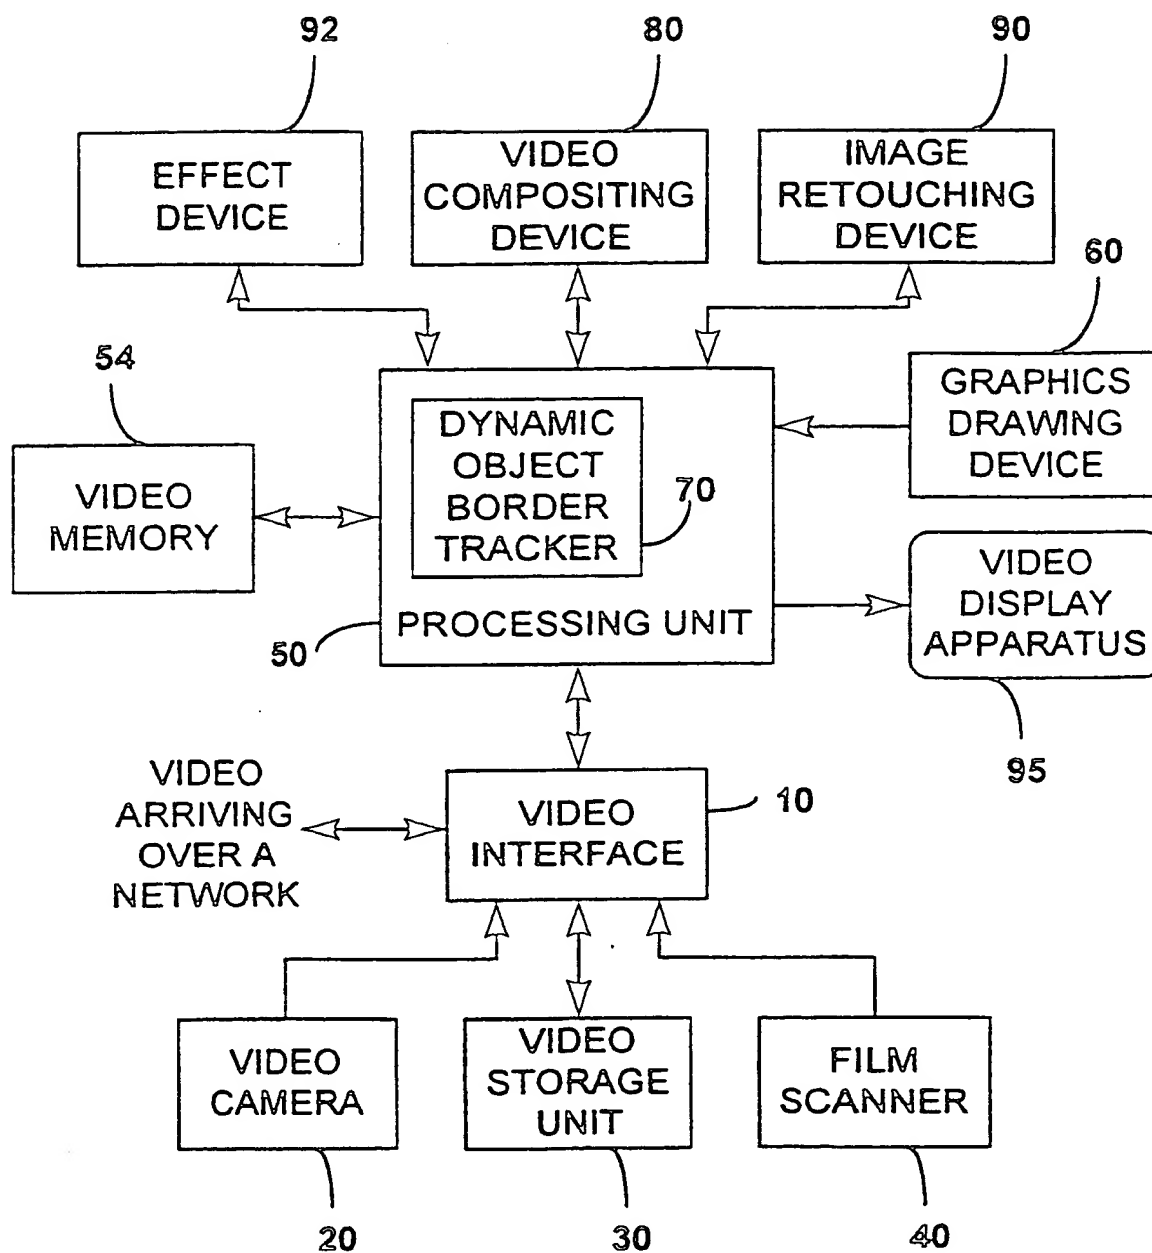 92
80
90
EFFECT
DEVICE
VIDEO
COMPOSITING
DEVICE
IMAGE
RETOUCHING
DEVICE
60
54
VIDEO
MEMORY
DYNAMIC
OBJECT
BORDER
TRACKER
70
GRAPHICS
DRAWING
DEVICE
PROCESSING UNIT
50
VIDEO
DISPLAY
APPARATUS
95
VIDEO
ARRIVING
OVER A
NETWORK
VIDEO
INTERFACE
10
VIDEO
CAMERA
VIDEO
STORAGE
UNIT
FILM
SCANNER
20
30
40